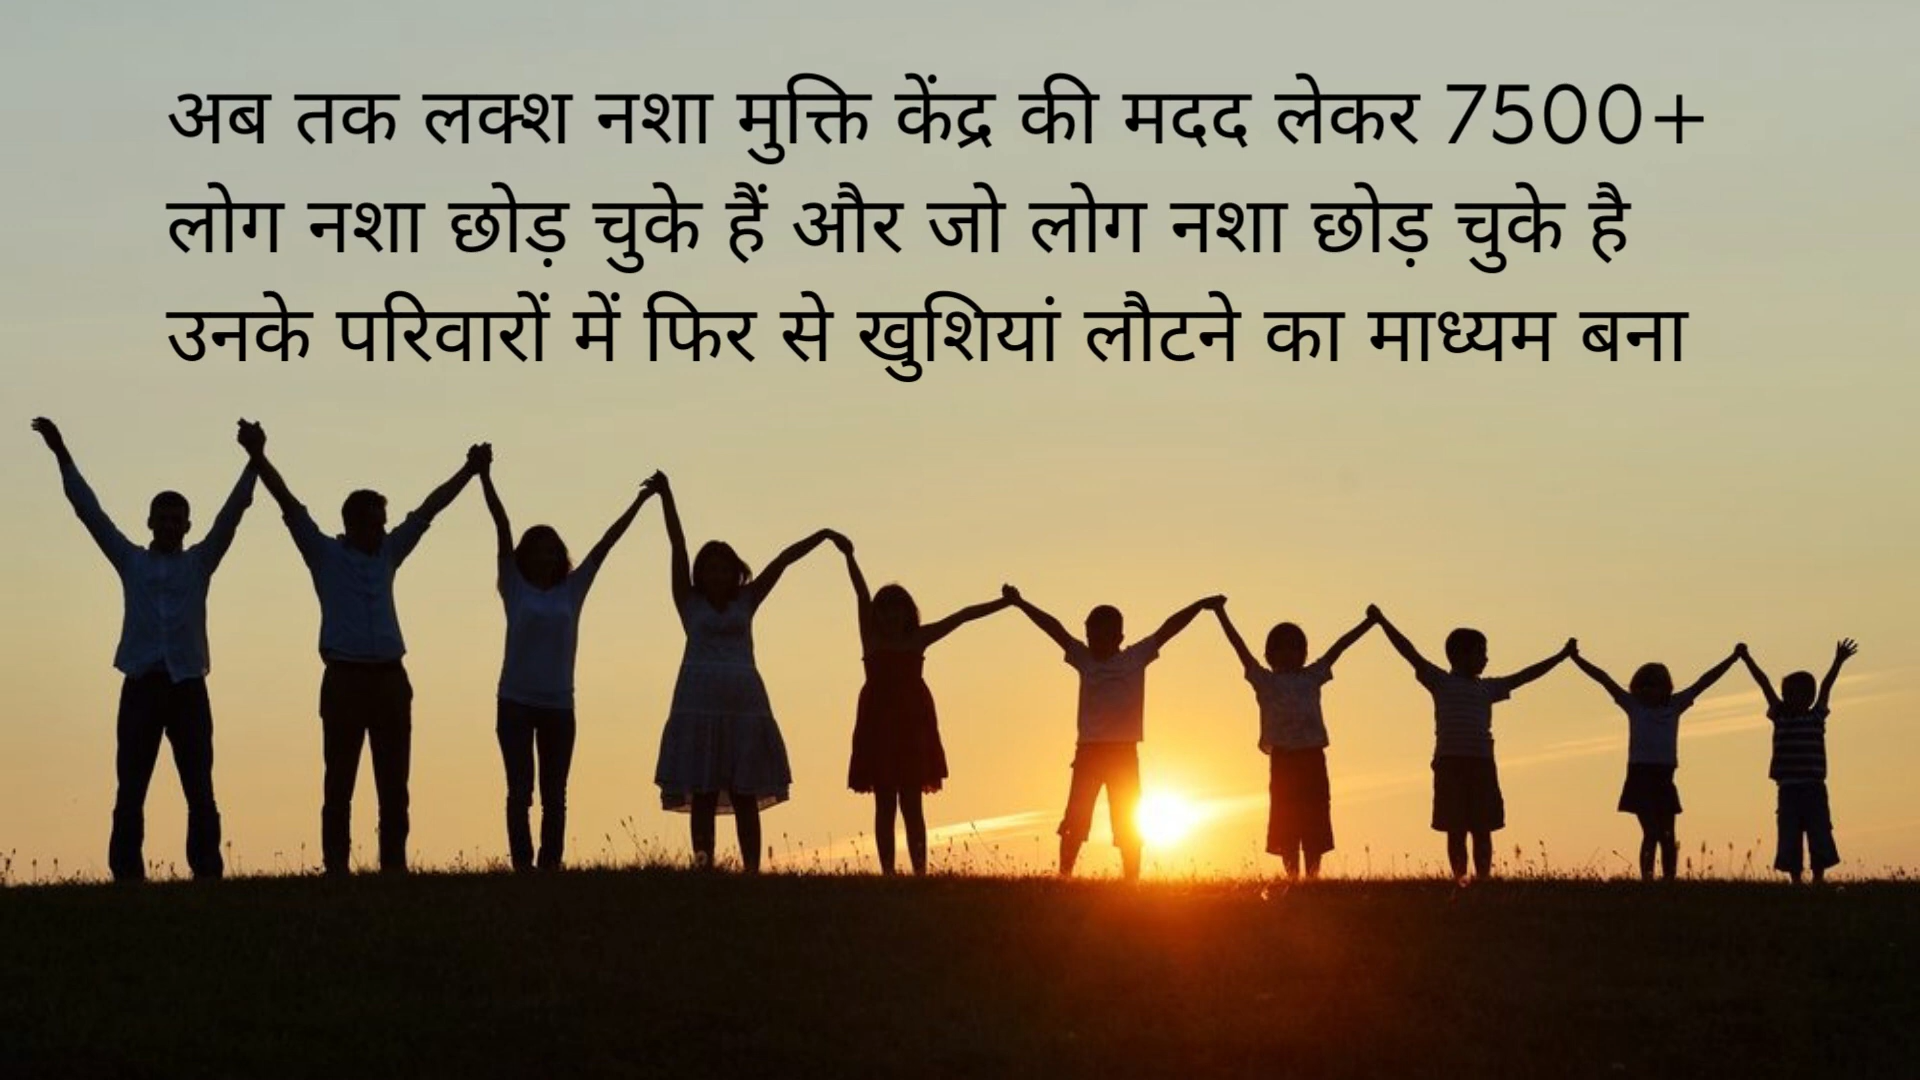 अब तक लक्श नशा मुक्ति केंद्र की मदद लेकर 7500+
लोग नशा छोड़ चुके हैं और जो लोग नशा छोड़ चुके है
उनके परिवारों में फिर से खुशियां लौटने का माध्यम बना